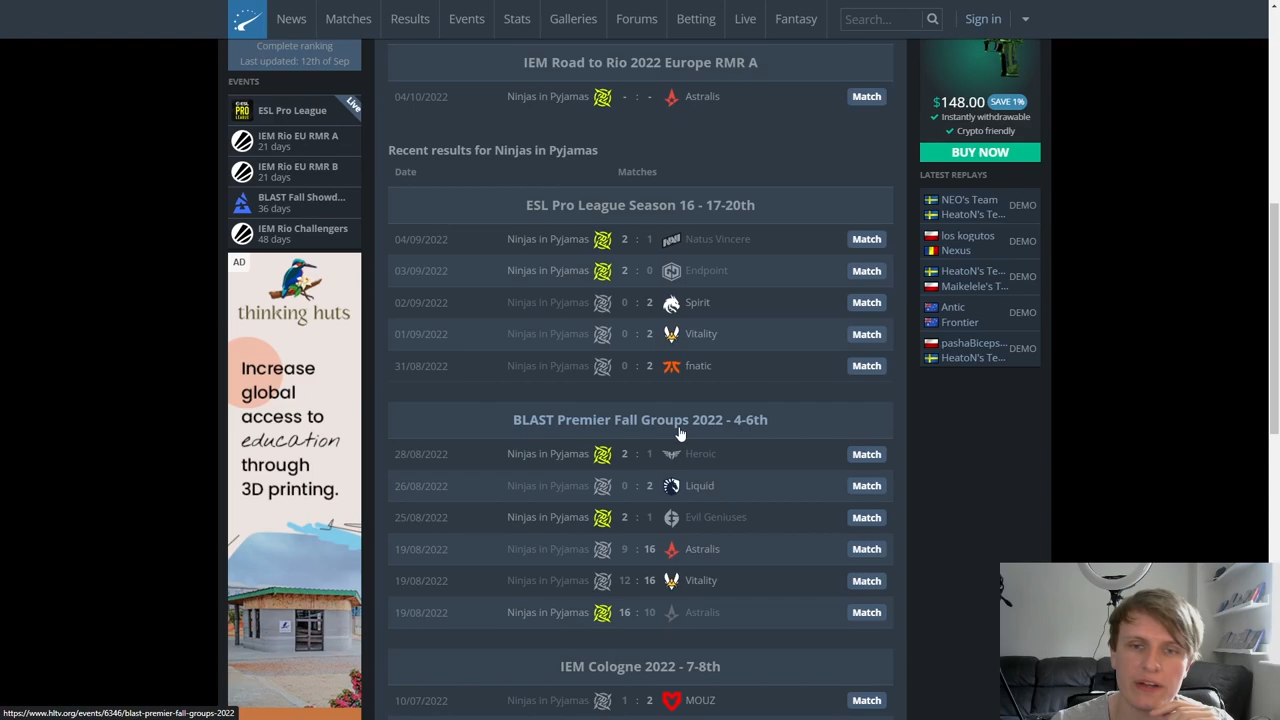 News Matches Results Events Stats Galleries Forums Betting Live Fantasy Search... Sign in
Complete ranking
Last updated: 12th of Sep
EVENTS
ESL PRO LEAGUE ESL Pro League Live
IEM Rio EU RMR A
21 days
IEM Rio EU RMR B
21 days
BLAST Fall Showd...
36 days
IEM Rio Challengers
48 days
AD
thinking huts
Increase
global
access to
education
through
3D printing.
IEM Road to Rio 2022 Europe RMR A
04/10/2022 Ninjas in Pyjamas - : - Astralis Match
Recent results for Ninjas in Pyjamas
Date Matches
ESL Pro League Season 16 - 17-20th
04/09/2022 Ninjas in Pyjamas 2 : 1 Natus Vincere Match
03/09/2022 Ninjas in Pyjamas 2 : 0 Endpoint Match
02/09/2022 Ninjas in Pyjamas 0 : 2 Spirit Match
01/09/2022 Ninjas in Pyjamas 0 : 2 Vitality Match
31/08/2022 Ninjas in Pyjamas 0 : 2 fnatic Match
BLAST Premier Fall Groups 2022 - 4-6th
28/08/2022 Ninjas in Pyjamas 2 : 1 Heroic Match
26/08/2022 Ninjas in Pyjamas 0 : 2 Liquid Match
25/08/2022 Ninjas in Pyjamas 2 : 1 Evil Geniuses Match
19/08/2022 Ninjas in Pyjamas 9 : 16 Astralis Match
19/08/2022 Ninjas in Pyjamas 12 : 16 Vitality Match
19/08/2022 Ninjas in Pyjamas 16 : 10 Astralis Match
IEM Cologne 2022 - 7-8th
10/07/2022 Ninjas in Pyjamas 1 : 2 MOUZ Match
$148.00 SAVE 1%
Instantly withdrawable
Crypto friendly
BUY NOW
LATEST REPLAYS
NEO's Team DEMO
HeatoN's Te...
los kogutos DEMO
Nexus
HeatoN's Te... DEMO
Maikelele's T...
Antic DEMO
Frontier
pashaBiceps... DEMO
HeatoN's Te...
https://www.hltv.org/events/6346/blast-premier-fall-groups-2022